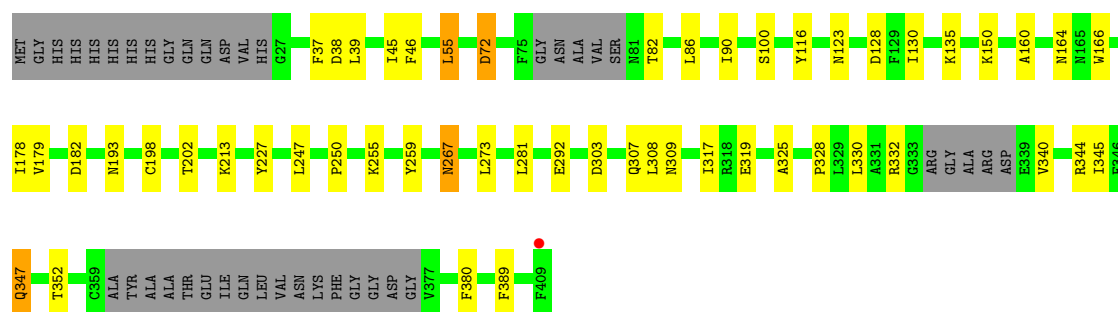 MET GLY HIS HIS HIS HIS HIS HIS GLY GLN GLN ASP VAL HIS G27 F37 D38 L39 I45 F46 L55 D72 F75 GLY ASN ALA VAL SER N81 T82 L86 I90 S100 Y116 N123 D128 F129 I130 K135 K150 A160 N164 N165 W166
I178 V179 D182 N193 C198 T202 K213 Y227 L247 P250 K255 Y259 N267 L273 L281 E292 D303 Q307 L308 N309 I317 R318 E319 A325 P328 L329 L330 A331 R332 G333 ARG GLY ALA ARG ASP E339 V340 R344 I345 E346
Q347 T352 C359 ALA TYR ALA ALA THR GLU ILE GLN LEU VAL ASN LYS PHE GLY GLY ASP GLY V377 F380 F389 F409